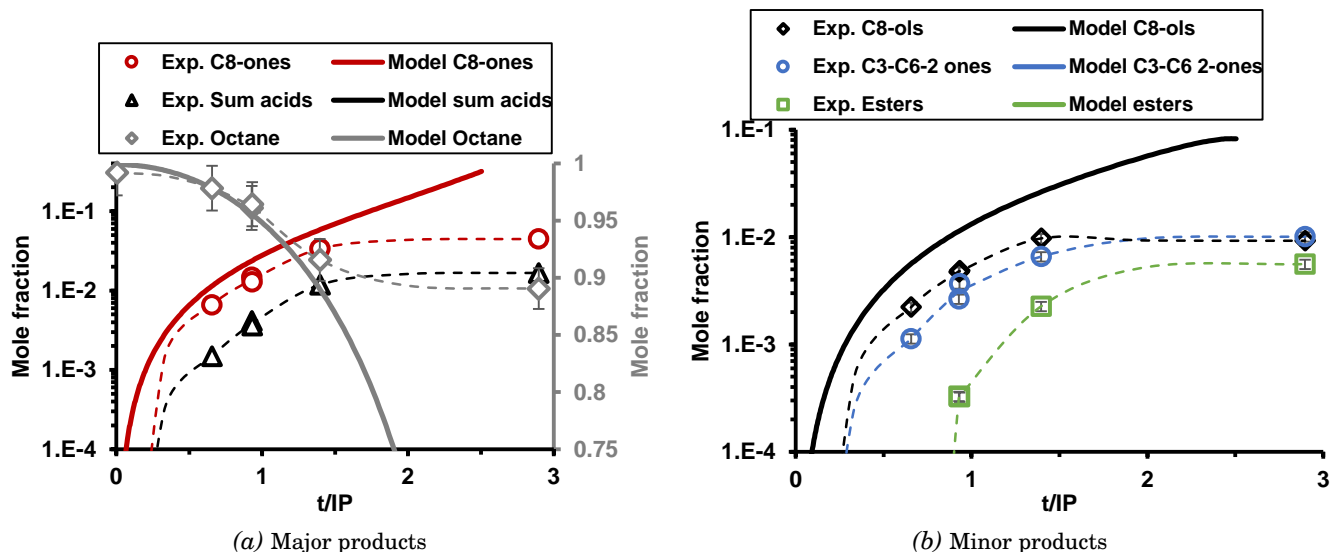 Exp. C8-ones Model C8-ones
Exp. Sum acids Model sum acids
Exp. Octane Model Octane
Mole fraction
1.E-1
1.E-2
1.E-3
1.E-4
0 1 2 3
t/IP
1
0.95
0.9
0.85
0.8
0.75
Mole fraction
(a) Major products
Exp. C8-ols Model C8-ols
Exp. C3-C6-2 ones Model C3-C6 2-ones
Exp. Esters Model esters
Mole fraction
1.E-1
1.E-2
1.E-3
1.E-4
0 1 2 3
t/IP
(b) Minor products